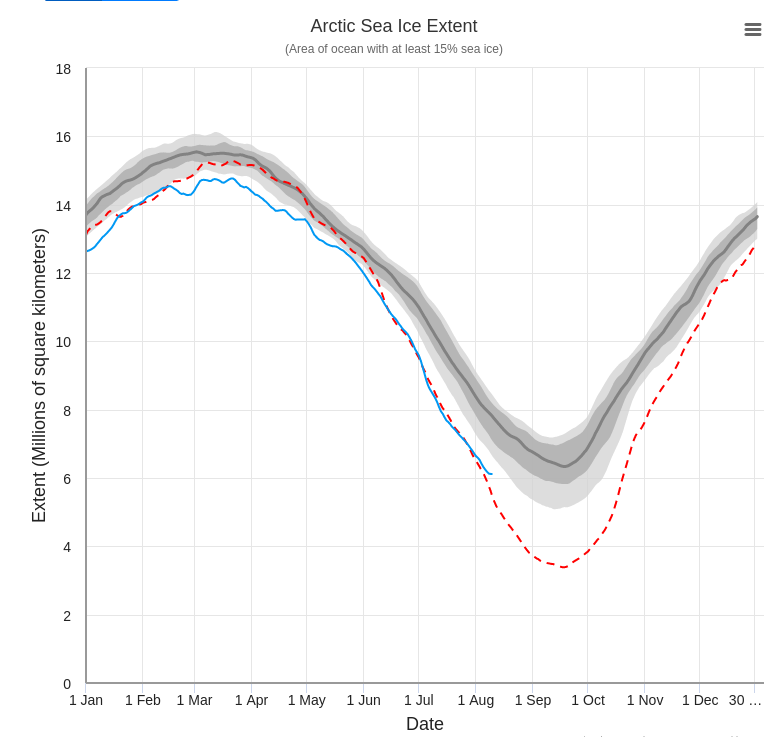 Arctic Sea Ice Extent
(Area of ocean with at least 15% sea ice)
Extent (Millions of square kilometers)
18
16
14
12
10
8
6
4
2
0
1 Jan 1 Feb 1 Mar 1 Apr 1 May 1 Jun 1 Jul 1 Aug 1 Sep 1 Oct 1 Nov 1 Dec 30 …
Date